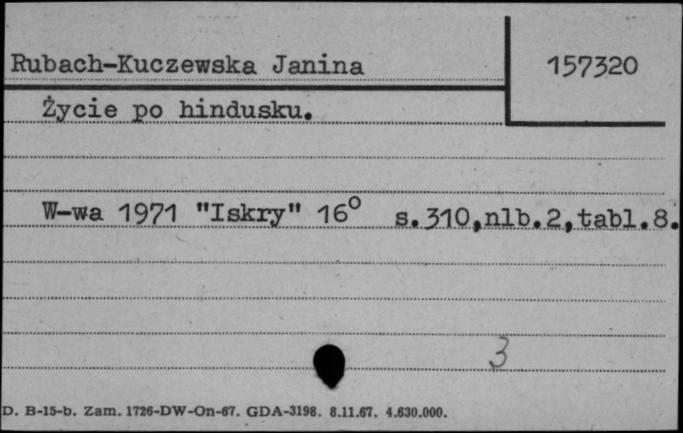 Rubach-Kuczewska Janina
157320
Życie po hindusku.
W-wa 1971 "Iskry" 16° s.310,nlb.2,tabl.8.
3
D. B-15-b. Zam. 1726-DW-On-67. GDA-3198. 8.11.67. 4.630.000.